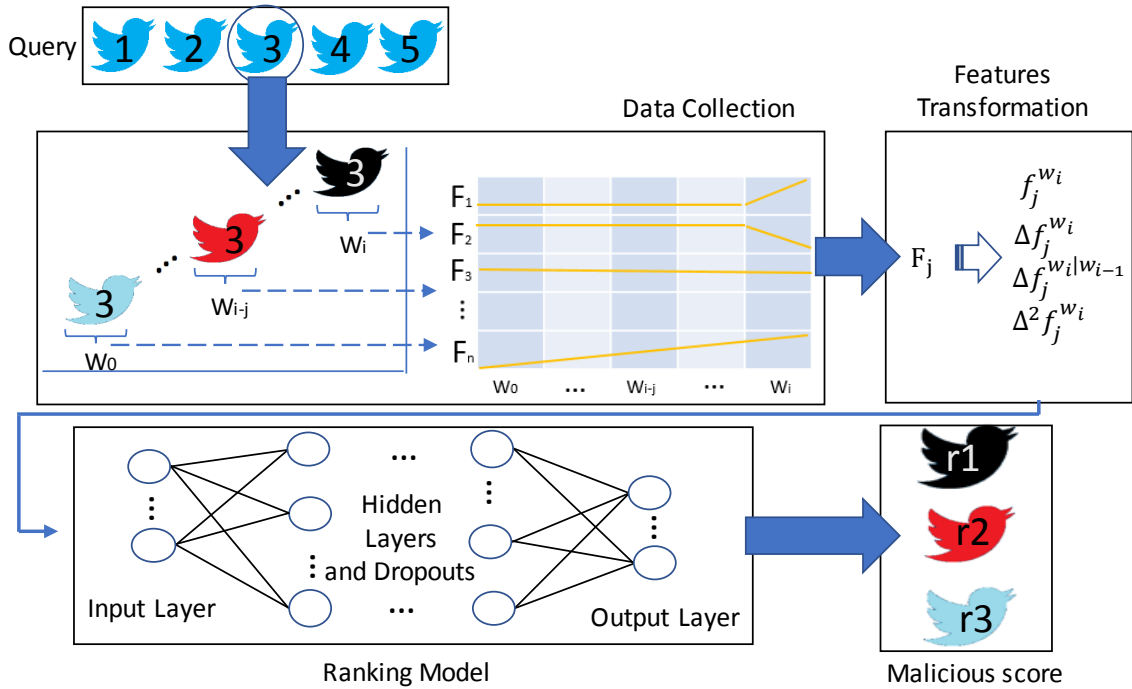 Query 1 2 3 4 5
Data Collection
Features
Transformation
3
Wi
3
Wi-j
3
W0
F1
F2
F3
⋮
Fn
W0 ... Wi-j ... Wi
Fj
f_j^{w_i}
Δf_j^{w_i}
Δf_j^{w_i|w_{i-1}}
Δ²f_j^{w_i}
...
Hidden
Layers
and Dropouts
...
Input Layer
Output Layer
Ranking Model
r1
r2
r3
Malicious score